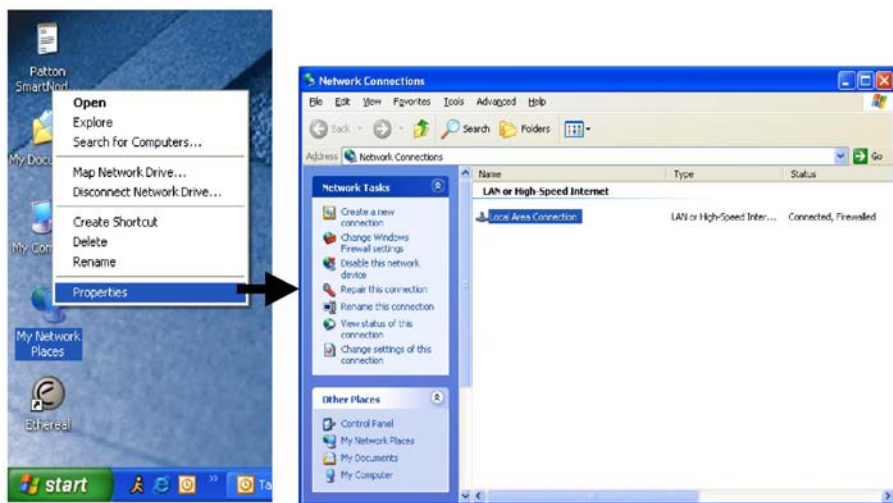 Patton
SmartNod...
Open
Explore
Search for Computers...
My Docu
Map Network Drive...
Disconnect Network Drive...
Create Shortcut
My Com
Delete
Rename
Properties
My Network
Places
Ethereal
start
Ta
Network Connections
File Edit View Favorites Tools Advanced Help
Back Search Folders
Address Network Connections Go
Name Type Status
Network Tasks
LAN or High-Speed Internet
Local Area Connection LAN or High-Speed Inter... Connected, Firewalled
Create a new
connection
Change Windows
Firewall settings
Disable this network
device
Repair this connection
Rename this connection
View status of this
connection
Change settings of this
connection
Other Places
Control Panel
My Network Places
My Documents
My Computer